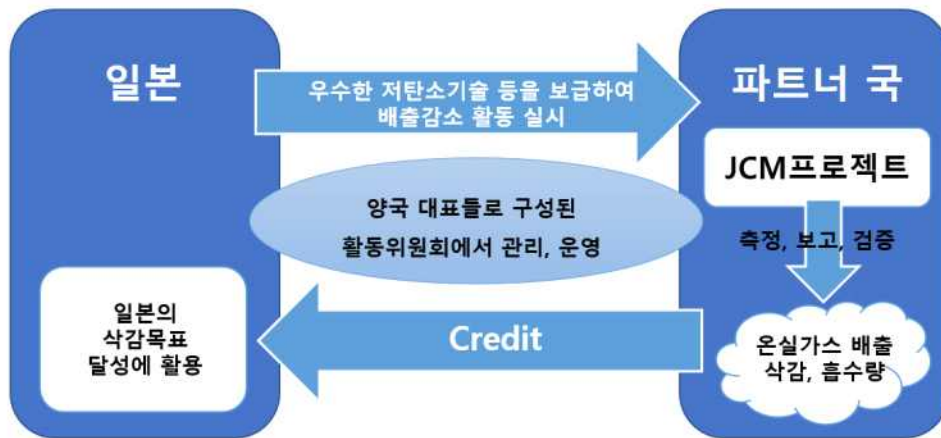 일본
우수한 저탄소기술 등을 보급하여
배출감소 활동 실시
파트너 국
JCM프로젝트
양국 대표들로 구성된
활동위원회에서 관리, 운영
측정, 보고, 검증
일본의
삭감목표
달성에 활용
Credit
온실가스 배출
삭감, 흡수량